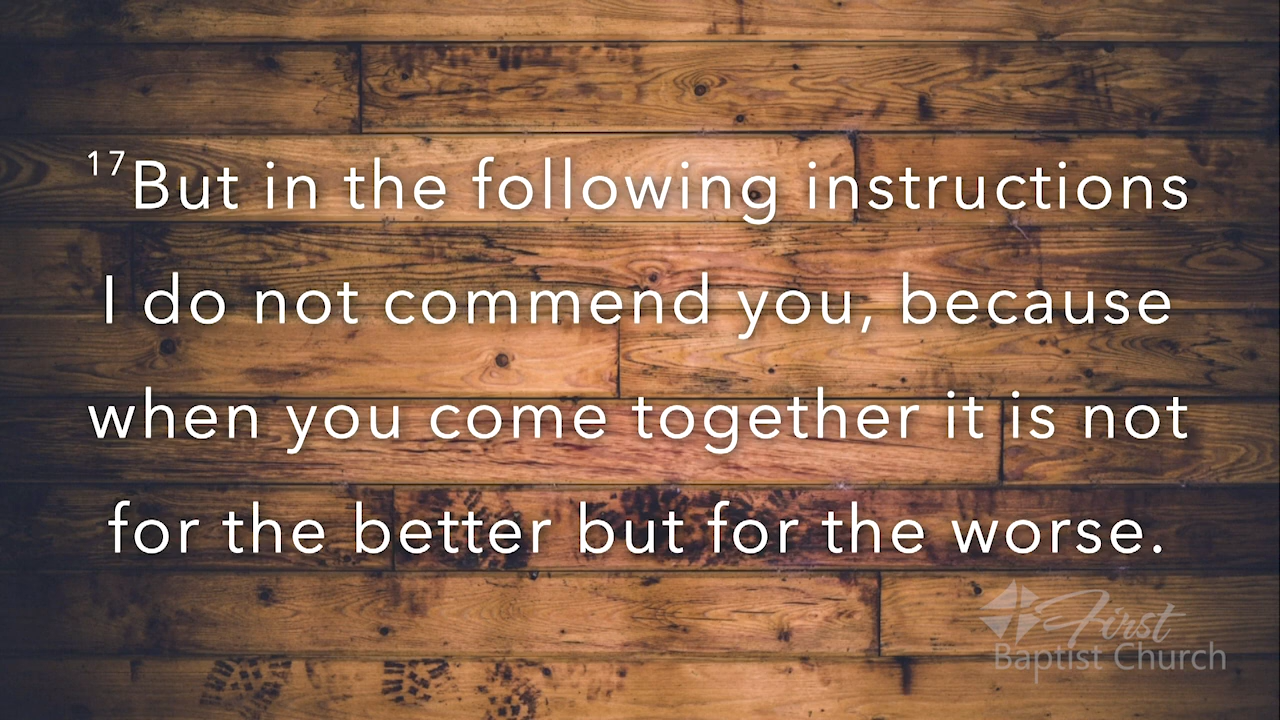 17But in the following instructions
I do not commend you, because
when you come together it is not
for the better but for the worse.
First
Baptist Church